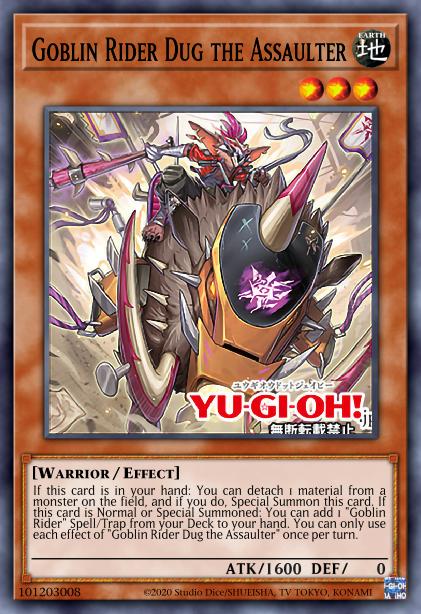 GOBLIN RIDER DUG THE ASSAULTER
EARTH
地
ユウギオウドットジェイピー
YU-GI-OH!
無断転載禁止
[WARRIOR/EFFECT]
If this card is in your hand: You can detach 1 material from a
monster on the field, and if you do, Special Summon this card. If
this card is Normal or Special Summoned: You can add 1 "Goblin
Rider" Spell/Trap from your Deck to your hand. You can only use
each effect of "Goblin Rider Dug the Assaulter" once per turn.
ATK/1600 DEF/ 0
101203008
©2020 Studio Dice/SHUEISHA, TV TOKYO, KONAMI